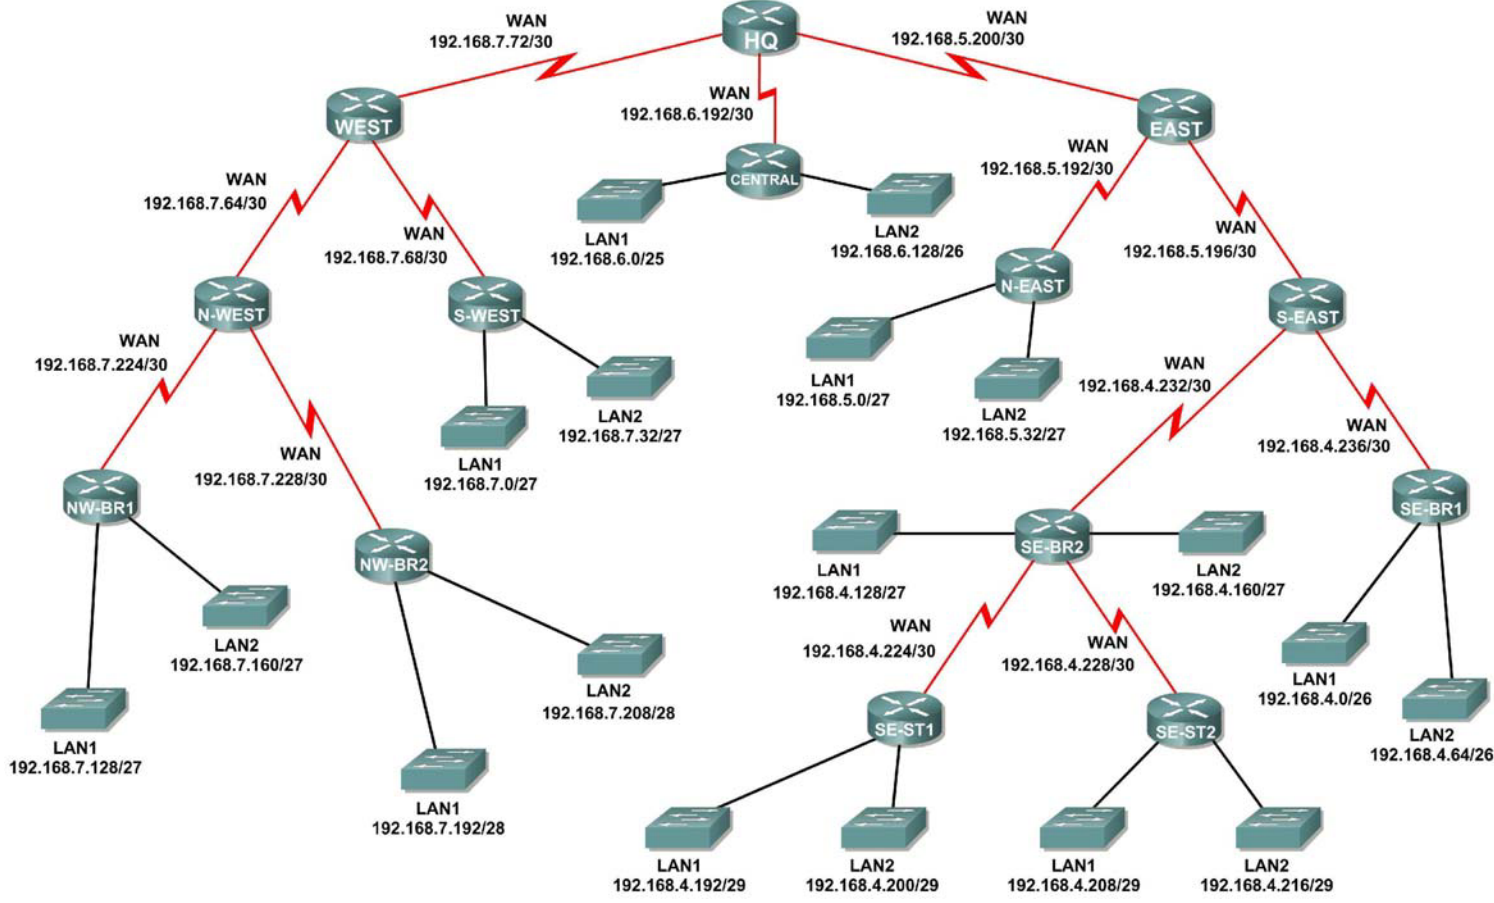 WAN
192.168.7.72/30
HQ
WAN
192.168.5.200/30
WEST
WAN
192.168.6.192/30
EAST
WAN
192.168.7.64/30
WAN
192.168.7.68/30
CENTRAL
LAN1
192.168.6.0/25
LAN2
192.168.6.128/26
WAN
192.168.5.192/30
WAN
192.168.5.196/30
N-WEST
S-WEST
N-EAST
S-EAST
WAN
192.168.7.224/30
WAN
192.168.7.228/30
LAN1
192.168.7.0/27
LAN2
192.168.7.32/27
LAN1
192.168.5.0/27
LAN2
192.168.5.32/27
WAN
192.168.4.232/30
WAN
192.168.4.236/30
NW-BR1
NW-BR2
SE-BR2
SE-BR1
LAN1
192.168.4.128/27
LAN2
192.168.4.160/27
LAN2
192.168.7.160/27
LAN1
192.168.7.128/27
LAN2
192.168.7.208/28
LAN1
192.168.7.192/28
WAN
192.168.4.224/30
WAN
192.168.4.228/30
LAN1
192.168.4.0/26
LAN2
192.168.4.64/26
SE-ST1
SE-ST2
LAN1
192.168.4.192/29
LAN2
192.168.4.200/29
LAN1
192.168.4.208/29
LAN2
192.168.4.216/29